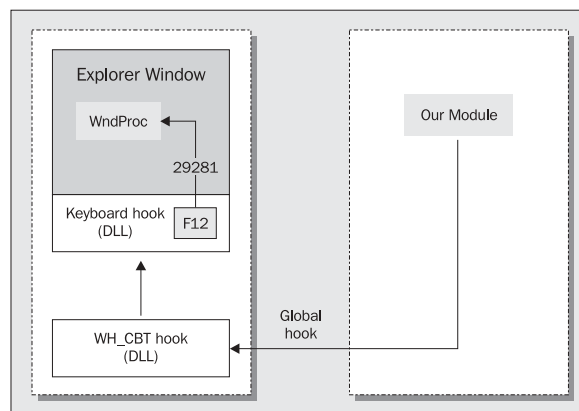 Explorer Window
WndProc
29281
Keyboard hook
(DLL)
F12
WH_CBT hook
(DLL)
Global
hook
Our Module